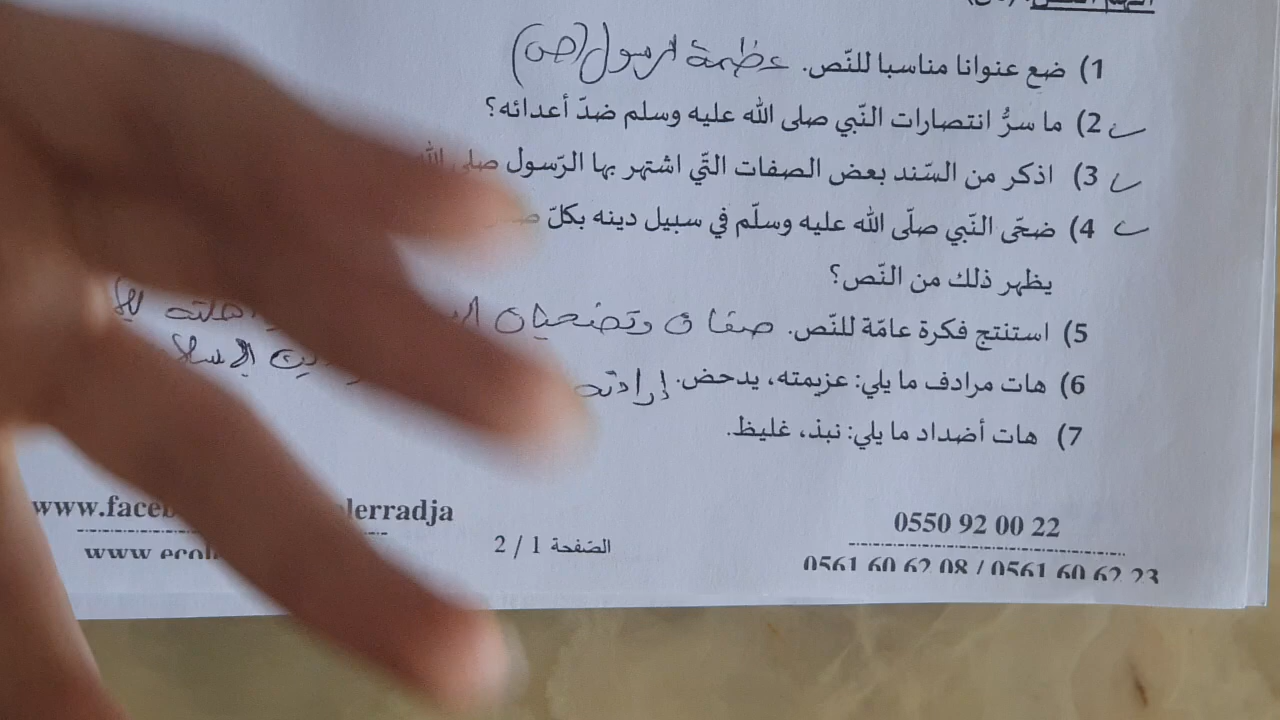 1) ضع عنوانا مناسبا للنّص. عظمة الرسول (ص)
2) ما سرُّ انتصارات النّبي صلى الله عليه وسلم ضدّ أعدائه؟
3) اذكر من السّند بعض الصفات التّي اشتهر بها الرّسول صلى الله
4) ضحّى النّبي صلّى الله عليه وسلّم في سبيل دينه بكلّ
يظهر ذلك من النّص؟
5) استنتج فكرة عامّة للنّص. صفات وتضحيات
6) هات مرادف ما يلي: عزيمته، يدحض. إرادته
7) هات أضداد ما يلي: نبذ، غليظ.
0550 92 00 22
0561 60 62 08 / 0561 60 62 23
الصّفحة 1 / 2